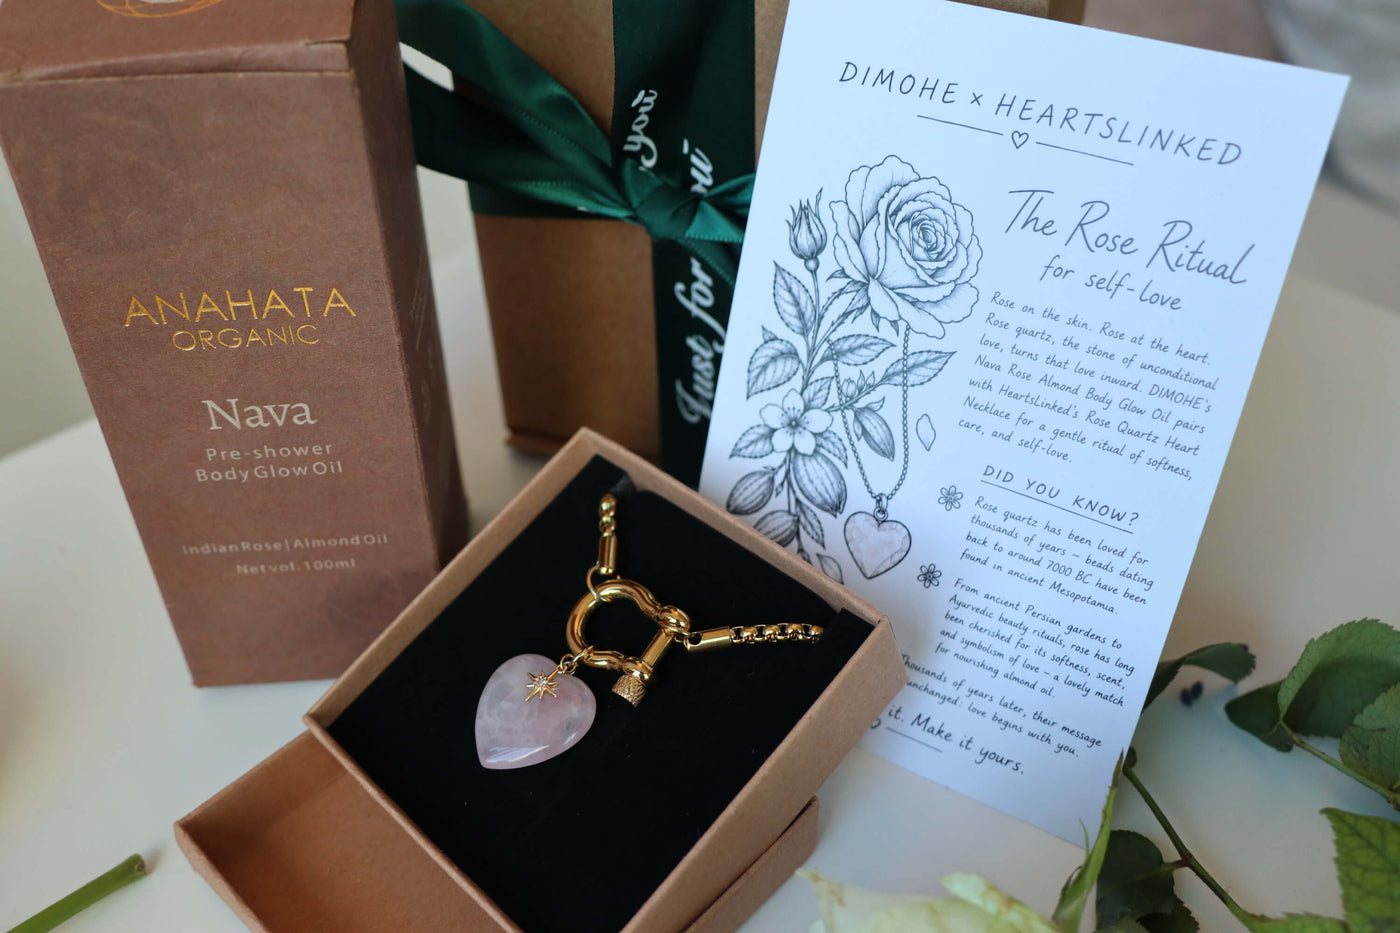 ANAHATA
ORGANIC
Nava
Pre-shower
Body Glow Oil
Indian Rose | Almond Oil
Net vol. 100ml
you
Just for
DIMOHE x HEARTSLINKED
The Rose Ritual
for self-love
Rose on the skin. Rose at the heart.
Rose quartz, the stone of unconditional
love, turns that love inward. DIMOHE's
Nava Rose Almond Body Glow Oil pairs
with HeartsLinked's Rose Quartz Heart
Necklace for a gentle ritual of softness,
care, and self-love.
DID YOU KNOW?
Rose quartz has been loved for
thousands of years – beads dating
back to around 7000 BC have been
found in ancient Mesopotamia.
From ancient Persian gardens to
Ayurvedic beauty rituals, rose has long
been cherished for its softness, scent,
and symbolism of love – a lovely match
for nourishing almond oil.
Thousands of years later, their message
unchanged: love begins with you.
it. Make it yours.